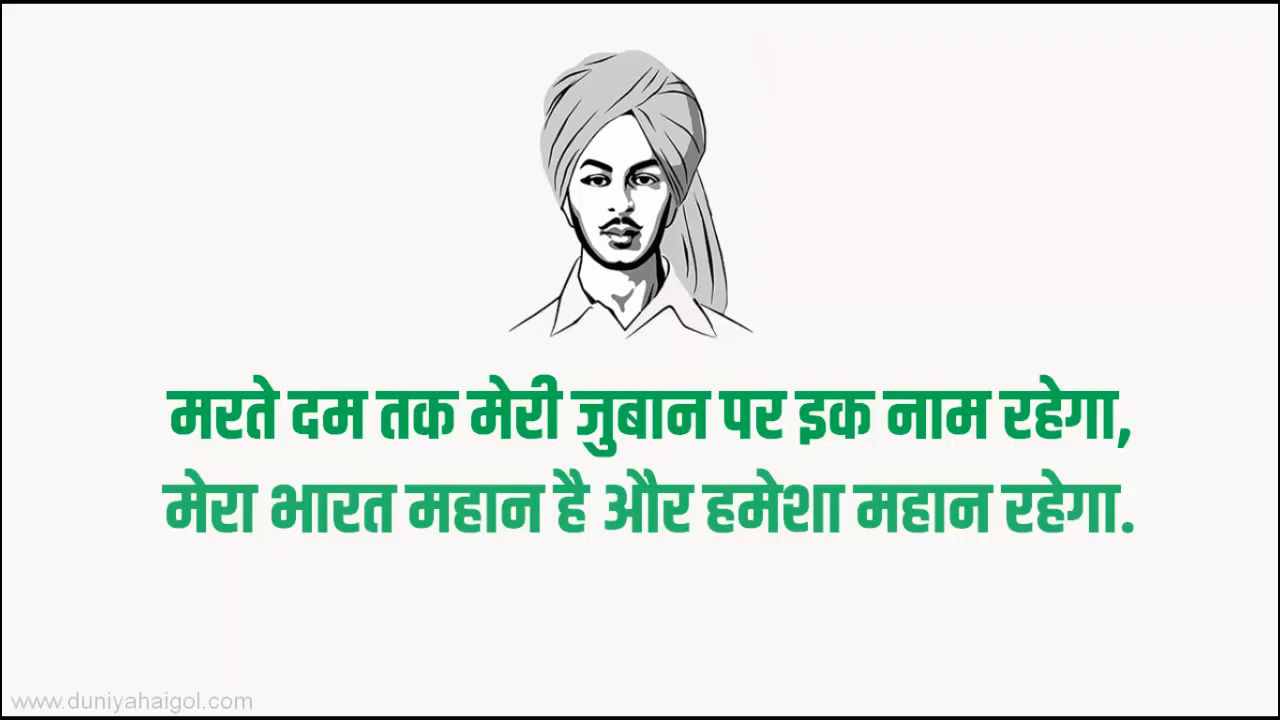 मरते दम तक मेरी जुबान पर इक नाम रहेगा,
मेरा भारत महान है और हमेशा महान रहेगा.
www.duniyahaigol.com